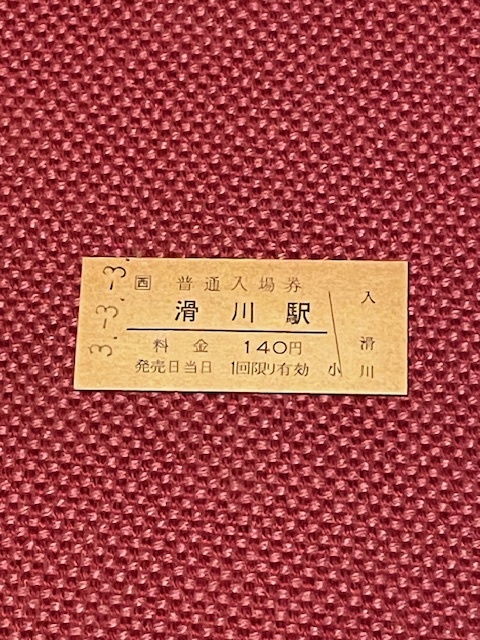 3.-3.-3
西 普通入場券
滑川駅
料金 140円
発売日当日 1回限り有効 小
入
滑
川